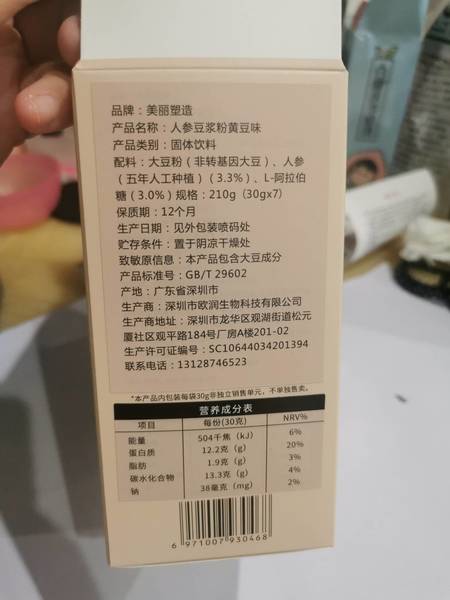 品牌：美丽塑造
产品名称：人参豆浆粉黄豆味
产品类别：固体饮料
配料：大豆粉（非转基因大豆）、人参
（五年人工种植）（3.3%）、L-阿拉伯
糖（3.0%）规格：210g（30gx7）
保质期：12个月
生产日期：见外包装喷码处
贮存条件：置于阴凉干燥处
致敏原信息：本产品包含大豆成分
产品标准号：GB/T 29602
产地：广东省深圳市
生产商：深圳市欧润生物科技有限公司
生产商地址：深圳市龙华区观湖街道松元
厦社区观平路184号厂房A楼201-02
生产许可证编号：SC10644034201394
联系电话：13128746523
*本产品内包装每袋30g非独立销售单元，不单独售卖。
营养成分表
项目 每份(30克) NRV%
能量 504千焦（kJ） 6%
蛋白质 12.2克（g） 20%
脂肪 1.9克（g） 3%
碳水化合物 13.3克（g） 4%
钠 38毫克（mg） 2%
6 971007 930468